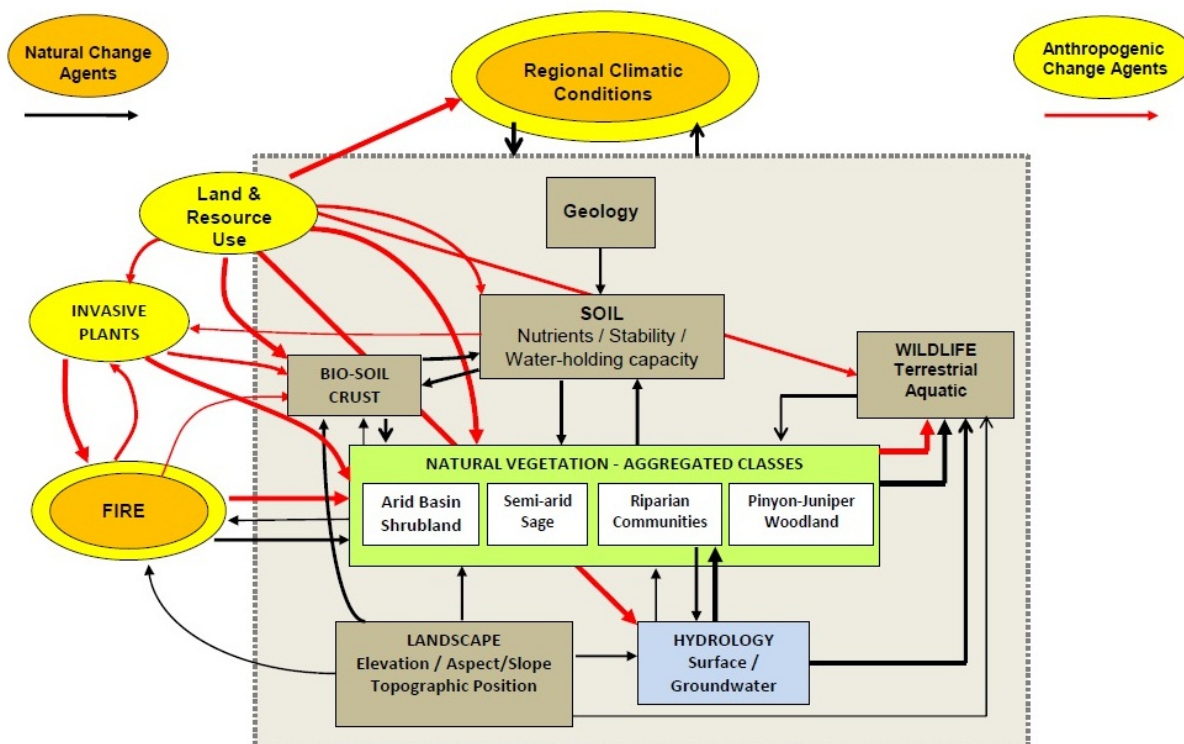 Natural Change
Agents
Regional Climatic
Conditions
Anthropogenic
Change Agents
Land &
Resource
Use
Geology
INVASIVE
PLANTS
SOIL
Nutrients / Stability /
Water-holding capacity
WILDLIFE
Terrestrial
Aquatic
BIO-SOIL
CRUST
NATURAL VEGETATION - AGGREGATED CLASSES
Arid Basin
Shrubland
Semi-arid
Sage
Riparian
Communities
Pinyon-Juniper
Woodland
FIRE
LANDSCAPE
Elevation / Aspect/Slope
Topographic Position
HYDROLOGY
Surface /
Groundwater